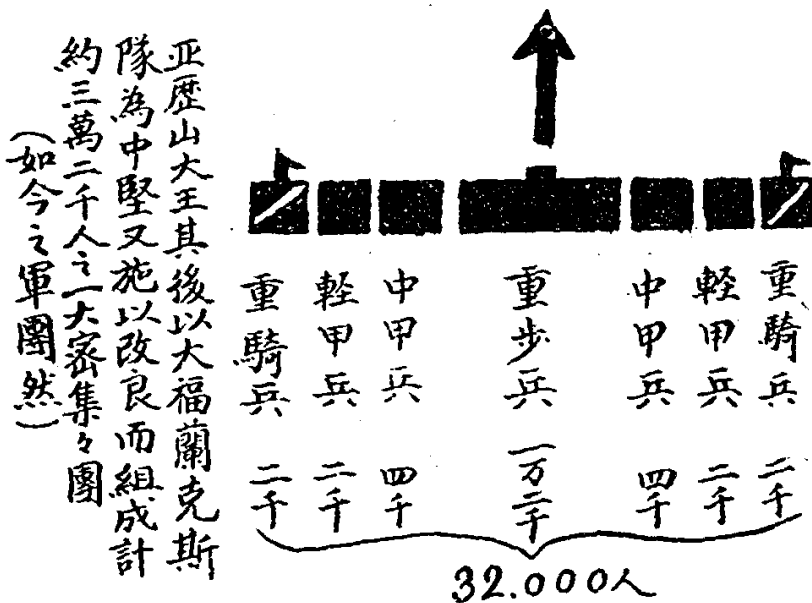 重騎兵 二千
軽甲兵 二千
中甲兵 四千
重步兵 一万二千
中甲兵 四千
軽甲兵 二千
重騎兵 二千
32.000人
亚歷山大王其後以大福蘭克斯
隊為中堅又施以改良而組成計
約三萬二千人之一大密集々團
(如今之軍團然)